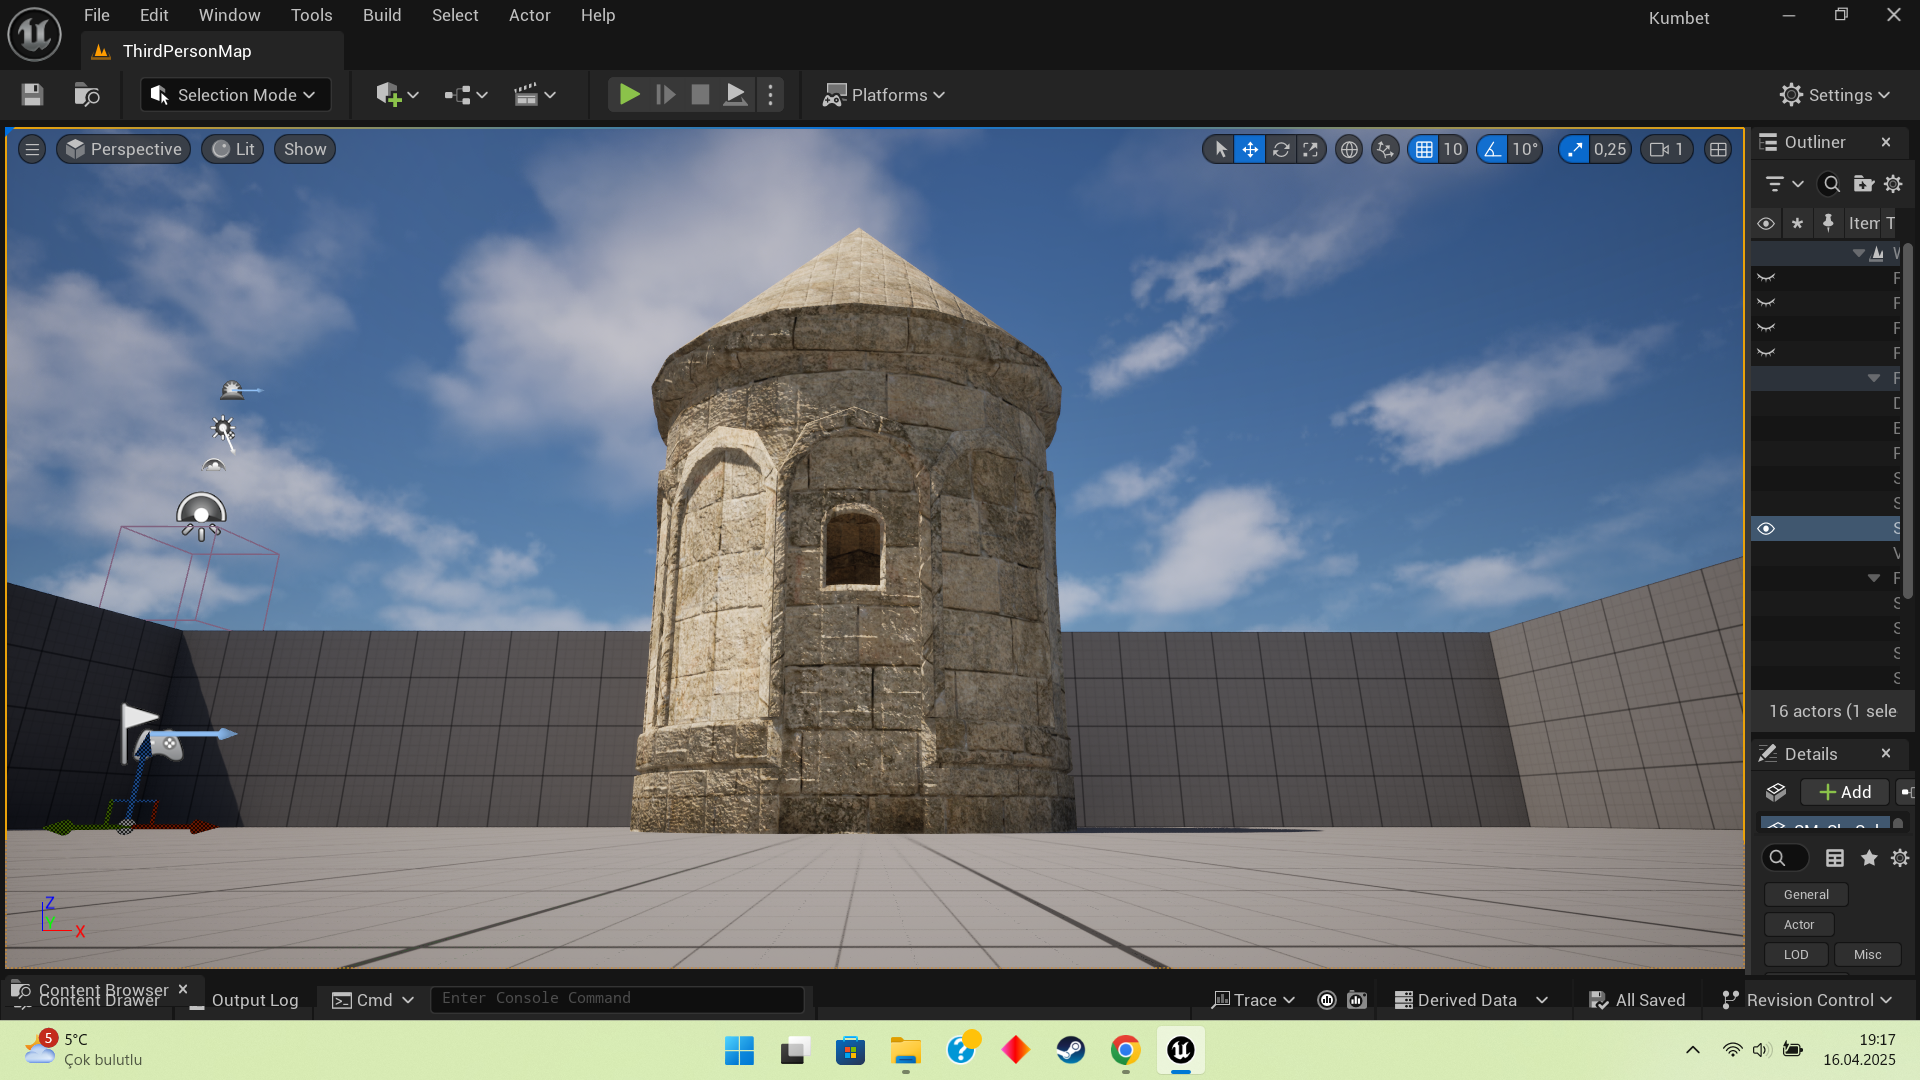 File Edit Window Tools Build Select Actor Help
Kumbet
ThirdPersonMap
Selection Mode
Platforms
Settings
Perspective Lit Show
10 10° 0,25 1
Outliner
Item T
16 actors (1 sele
Details
Add
General
Actor
LOD Misc
Z
Y
X
Content Browser
Content Drawer
Output Log
Cmd
Enter Console Command
Trace
Derived Data
All Saved
Revision Control
5
5°C
Çok bulutlu
19:17
16.04.2025